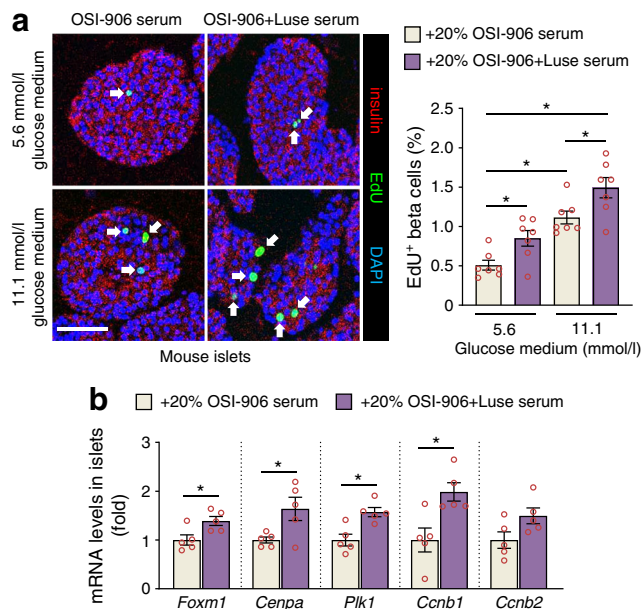 a
OSI-906 serum
OSI-906+Luse serum
5.6 mmol/l
glucose medium
11.1 mmol/l
glucose medium
insulin
EdU
DAPI
Mouse islets
+20% OSI-906 serum
+20% OSI-906+Luse serum
EdU+ beta cells (%)
2.5
2.0
1.5
1.0
0.5
0
*
*
*
*
5.6
11.1
Glucose medium (mmol/l)
b
+20% OSI-906 serum
+20% OSI-906+Luse serum
mRNA levels in islets
(fold)
3
2
1
0
*
*
*
*
Foxm1
Cenpa
Plk1
Ccnb1
Ccnb2